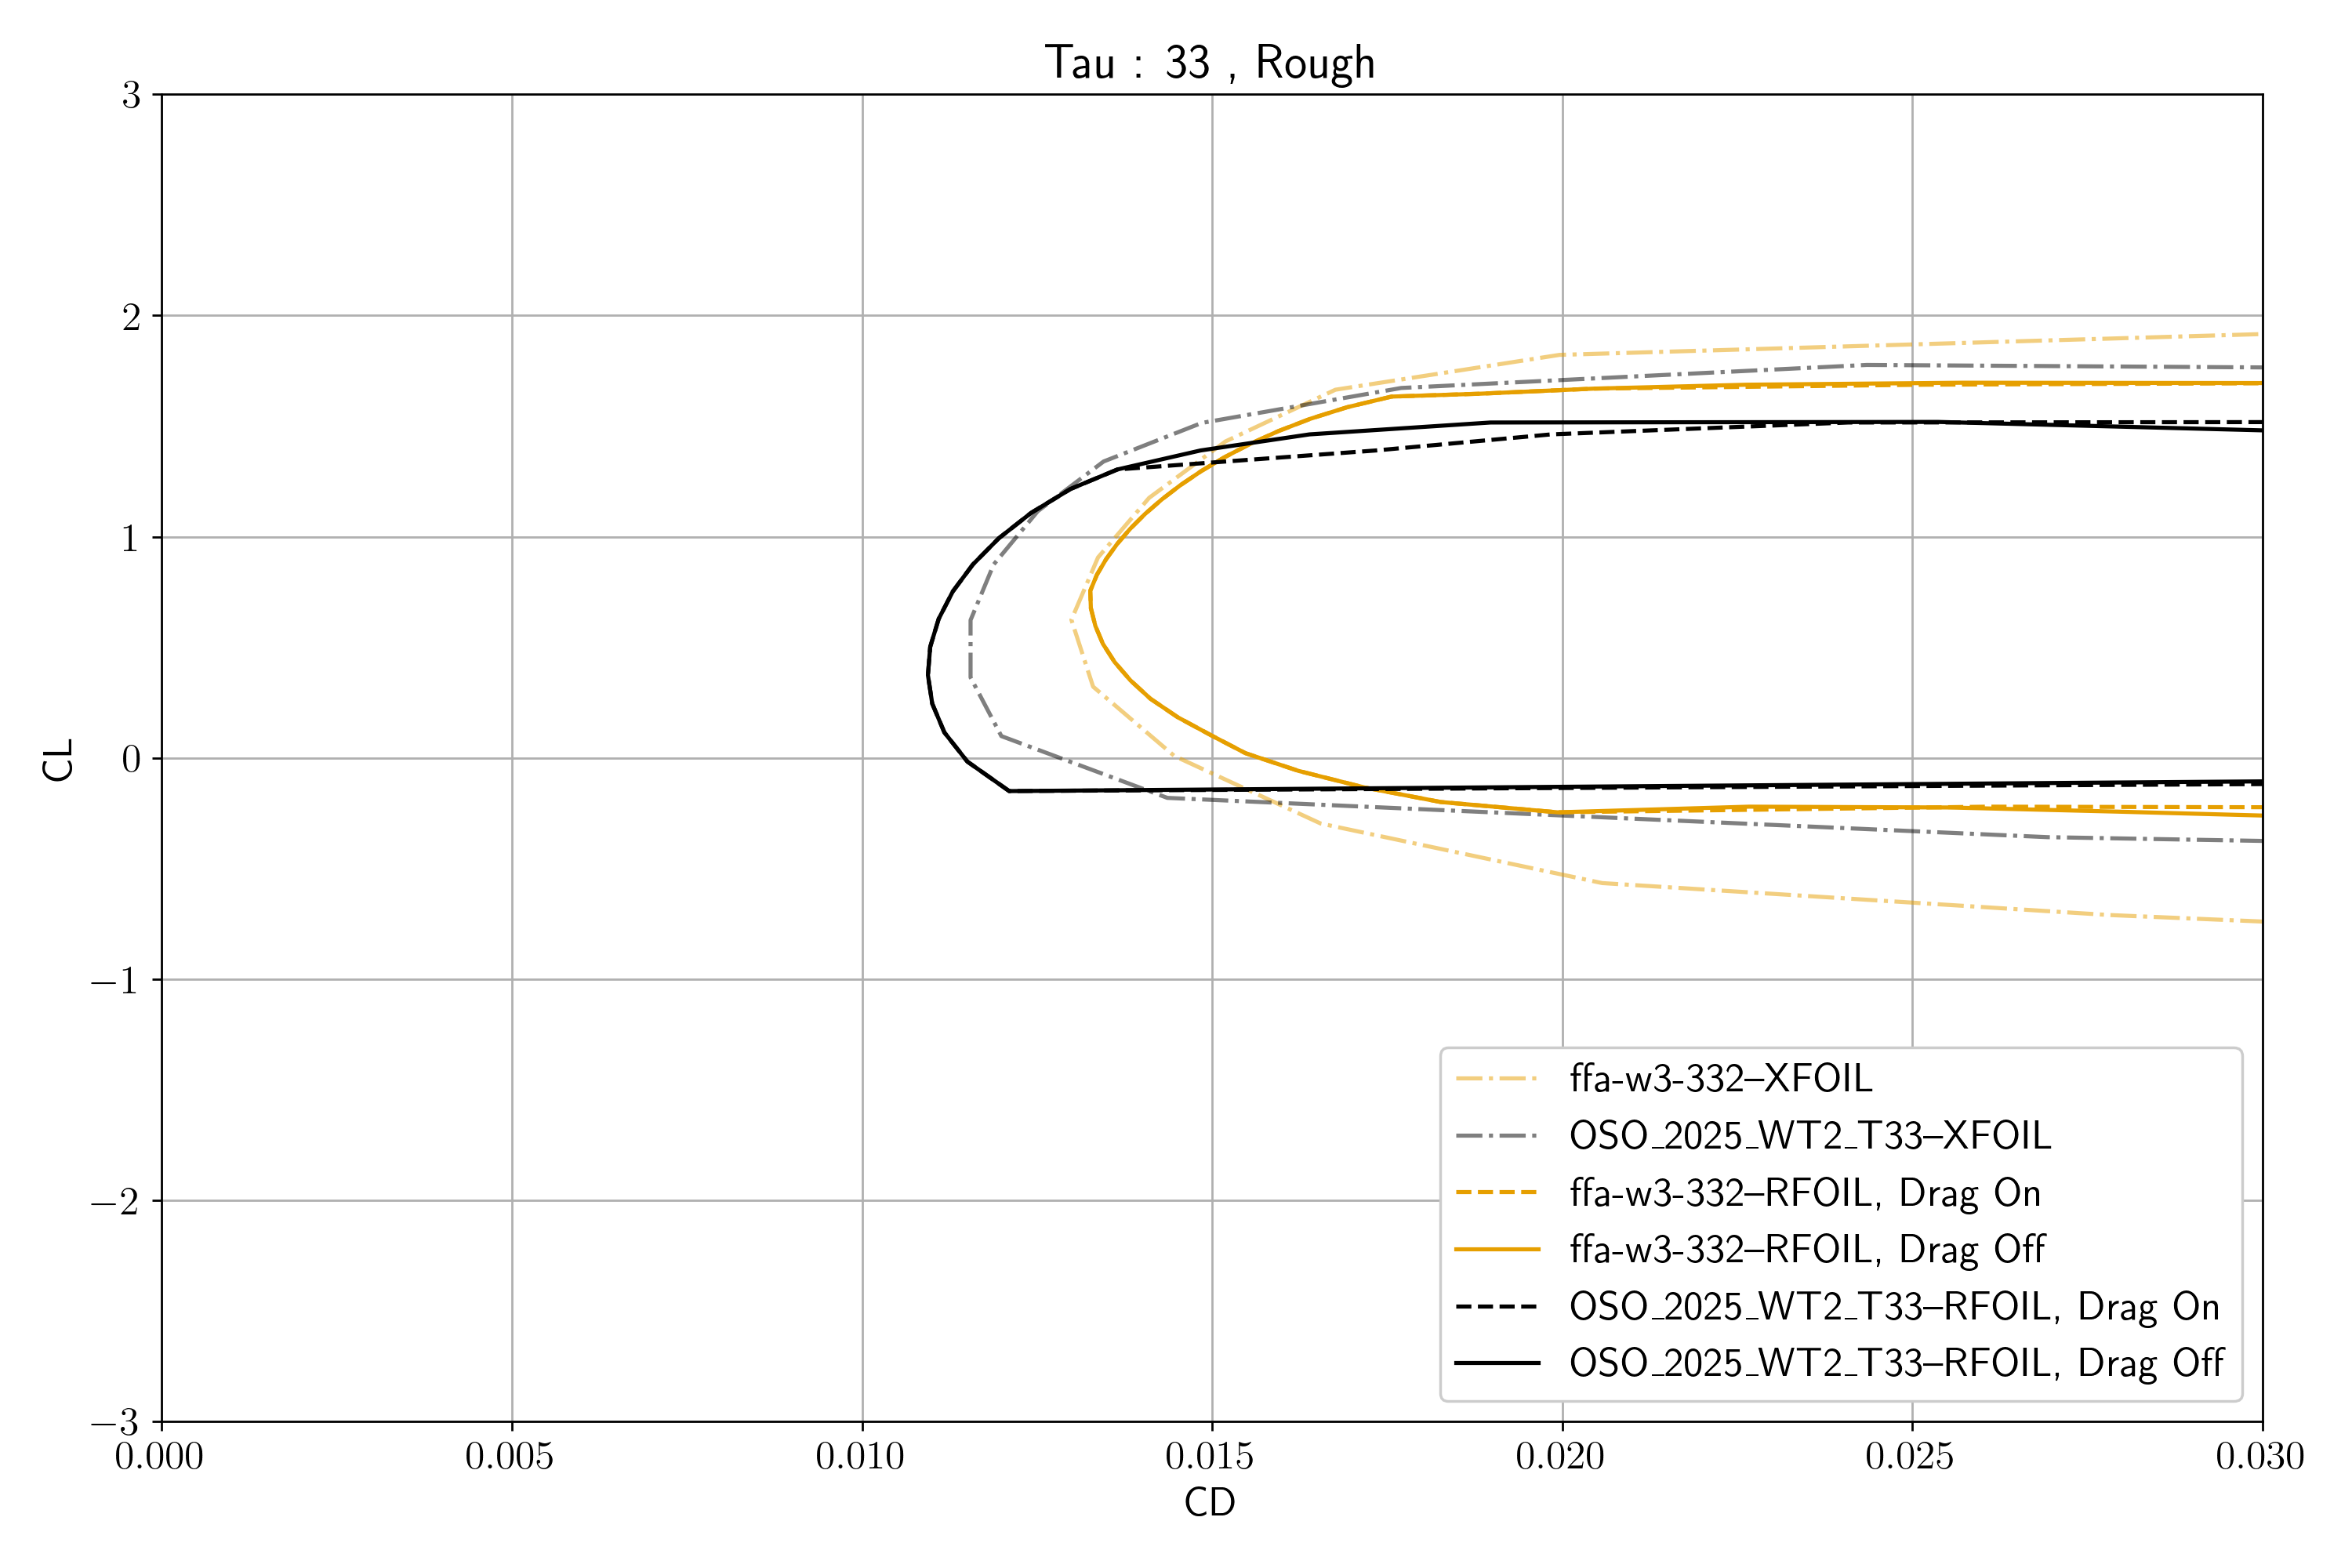 Tau : 33 , Rough
3
2
1
0
−1
−2
−3
CL
0.000 0.005 0.010 0.015 0.020 0.025 0.030
CD
ffa-w3-332–XFOIL
OSO_2025_WT2_T33–XFOIL
ffa-w3-332–RFOIL, Drag On
ffa-w3-332–RFOIL, Drag Off
OSO_2025_WT2_T33–RFOIL, Drag On
OSO_2025_WT2_T33–RFOIL, Drag Off